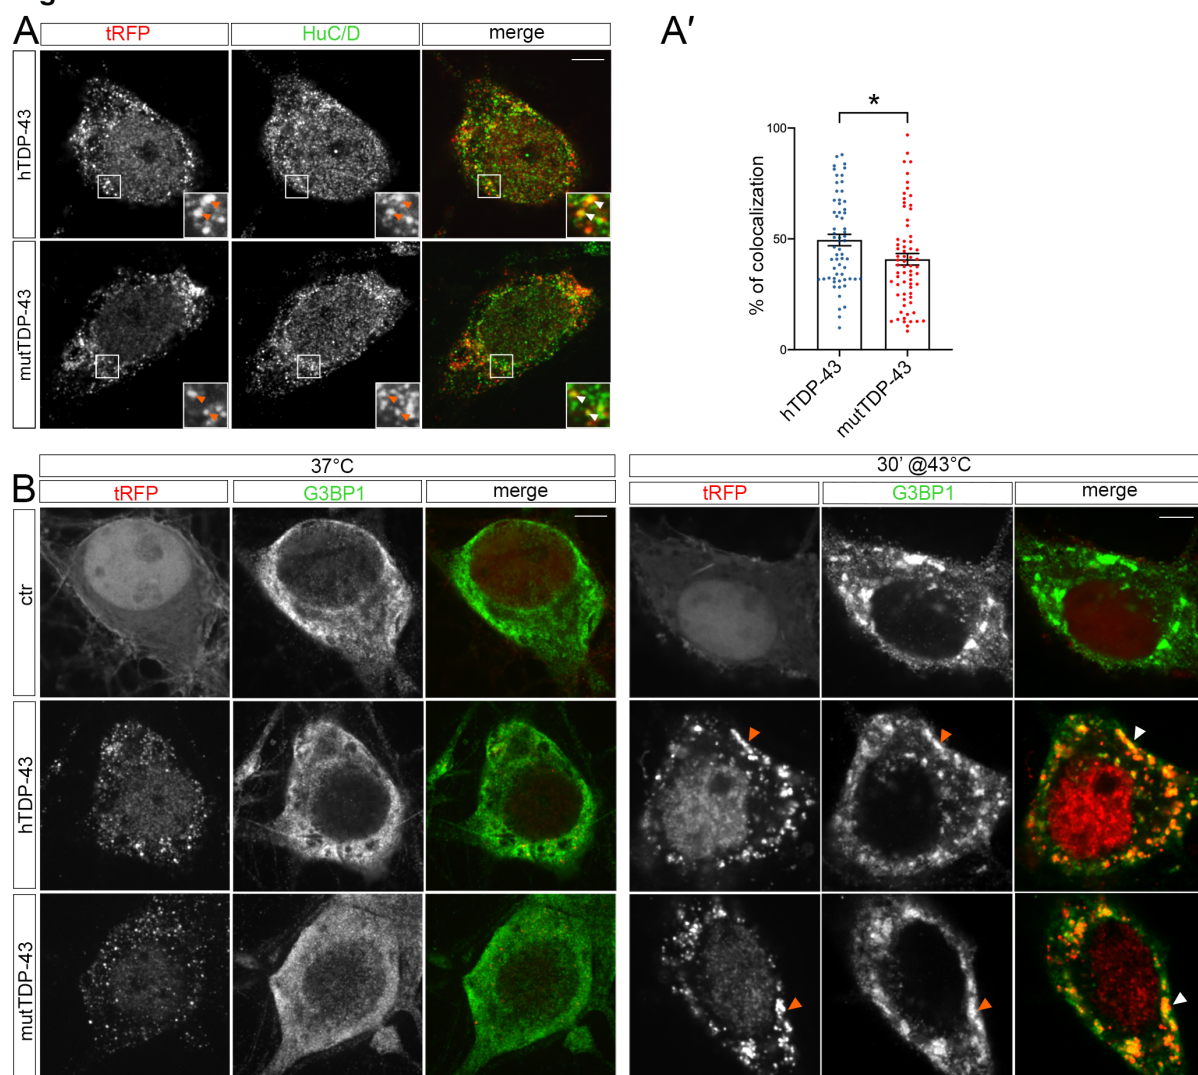 A
tRFP
HuC/D
merge
hTDP-43
mutTDP-43
A′
*
% of colocalization
100
50
0
hTDP-43
mutTDP-43
B
37°C
tRFP
G3BP1
merge
30′ @43°C
tRFP
G3BP1
merge
ctr
hTDP-43
mutTDP-43